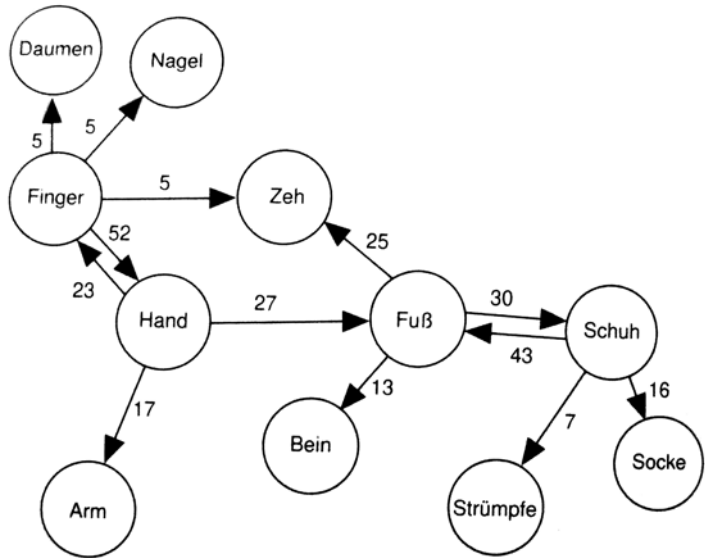 Daumen
Nagel
5
5
Finger
5
Zeh
52
25
23
Hand
27
Fuß
30
Schuh
43
13
16
17
7
Bein
Socke
Arm
Strümpfe